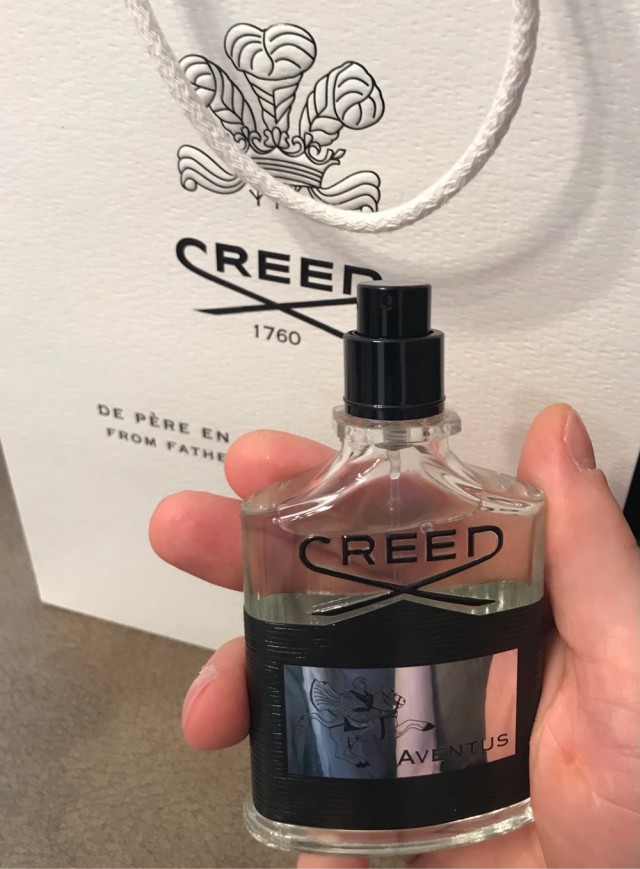 CREED
1760
DE PÈRE EN
FROM FATHE
CREED
AVENTUS